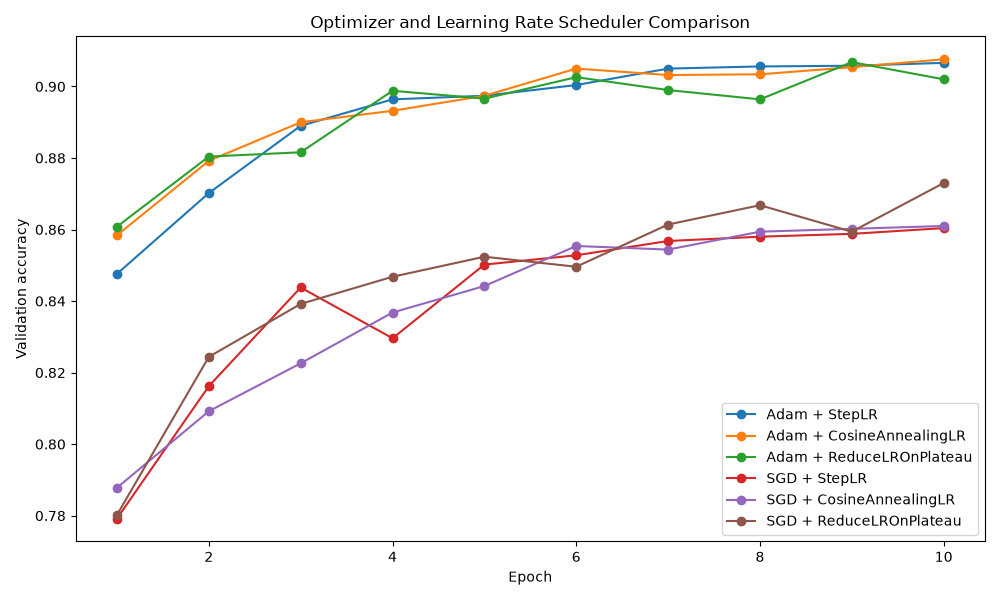 Optimizer and Learning Rate Scheduler Comparison
Validation accuracy
0.90
0.88
0.86
0.84
0.82
0.80
0.78
2
4
6
8
10
Epoch
Adam + StepLR
Adam + CosineAnnealingLR
Adam + ReduceLROnPlateau
SGD + StepLR
SGD + CosineAnnealingLR
SGD + ReduceLROnPlateau